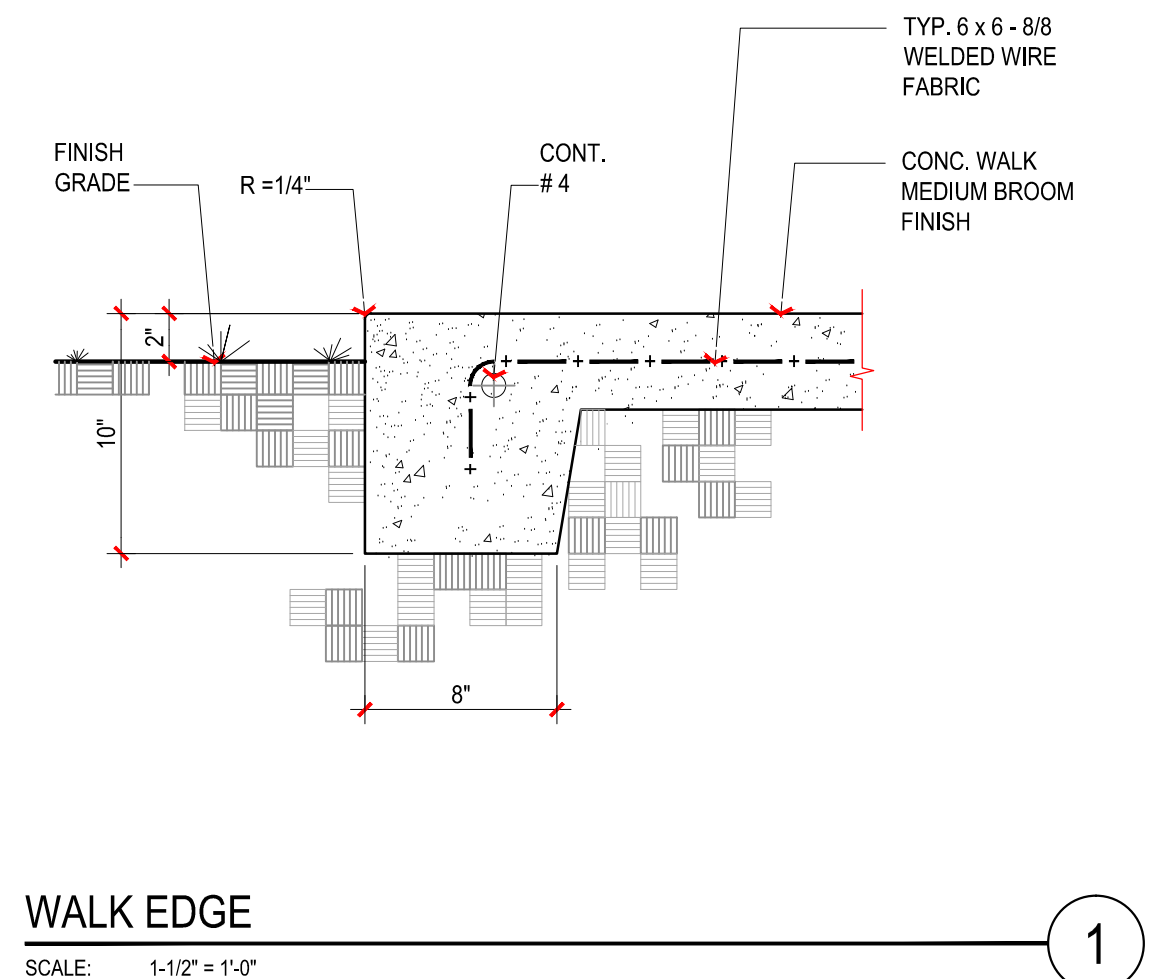 TYP. 6 x 6 - 8/8
WELDED WIRE
FABRIC
FINISH
GRADE
R =1/4"
CONT.
# 4
CONC. WALK
MEDIUM BROOM
FINISH
2"
10"
8"
WALK EDGE
1
SCALE: 1-1/2" = 1'-0"